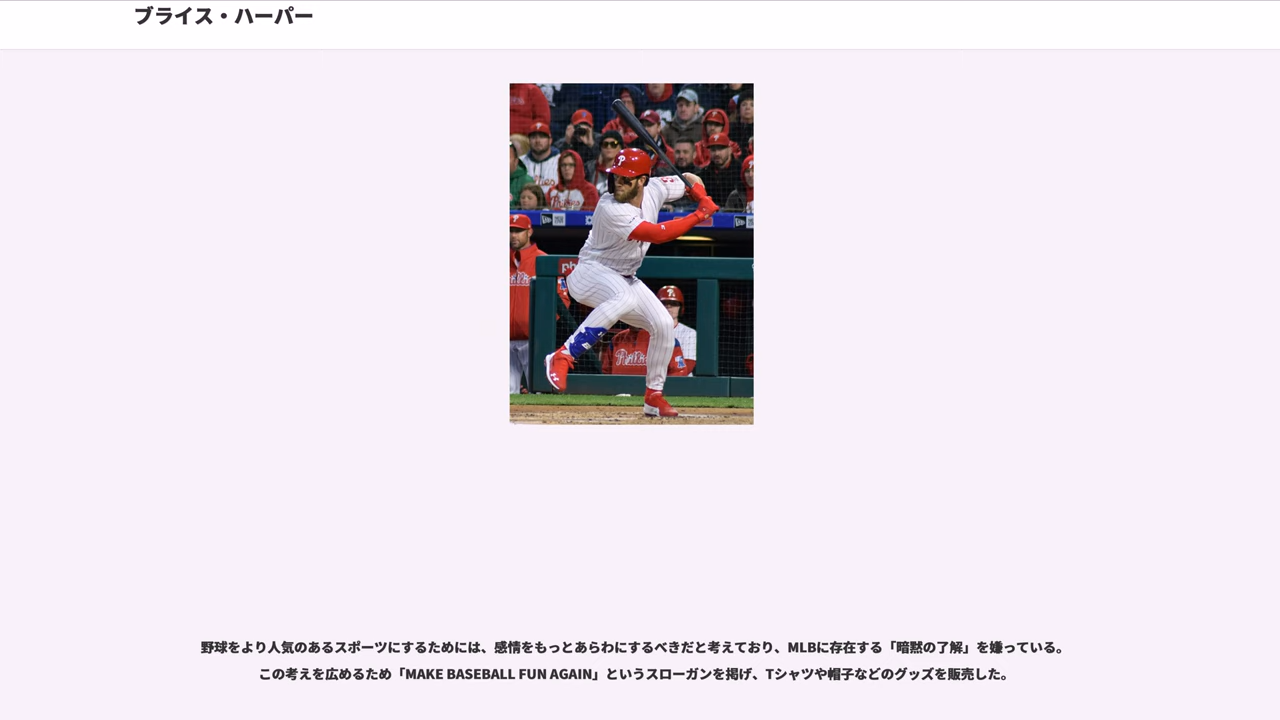 ブライス・ハーパー
野球をより人気のあるスポーツにするためには、感情をもっとあらわにするべきだと考えており、MLBに存在する「暗黙の了解」を嫌っている。
この考えを広めるため「MAKE BASEBALL FUN AGAIN」というスローガンを掲げ、Tシャツや帽子などのグッズを販売した。